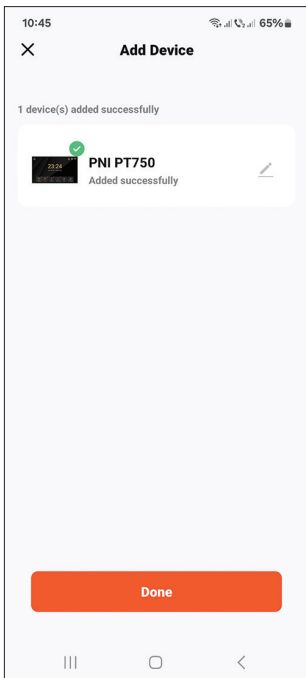 10:45
65%
Add Device
1 device(s) added successfully
23:24
PNI PT750
Added successfully
Done